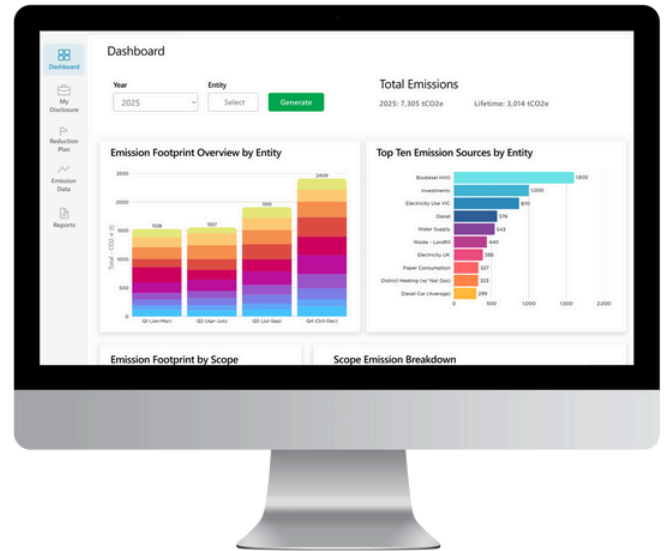 Dashboard
My
Disclosure
Reduction
Plan
Emission
Data
Reports
Dashboard
Year
2025
Entity
Select
Generate
Total Emissions
2025: 7,305 tCO2e
Lifetime: 3,014 tCO2e
Emission Footprint Overview by Entity
Total - CO2-e (t)
2500
2000
1500
1000
500
0
1528
1557
1910
2409
Q1 (Jan-Mar)
Q2 (Apr-Jun)
Q3 (Jul-Sep)
Q4 (Oct-Dec)
Top Ten Emission Sources by Entity
Biodiesel HVO
1,602
Investments
1,000
Electricity Use VIC
870
Diesel
576
Water Supply
543
Waste - Landfill
440
Electricity UK
386
Paper Consumption
327
District Heating (w/ Nat Gas)
323
Diesel Car (Average)
299
0
500
1,000
1,500
2,000
Emission Footprint by Scope
Scope Emission Breakdown